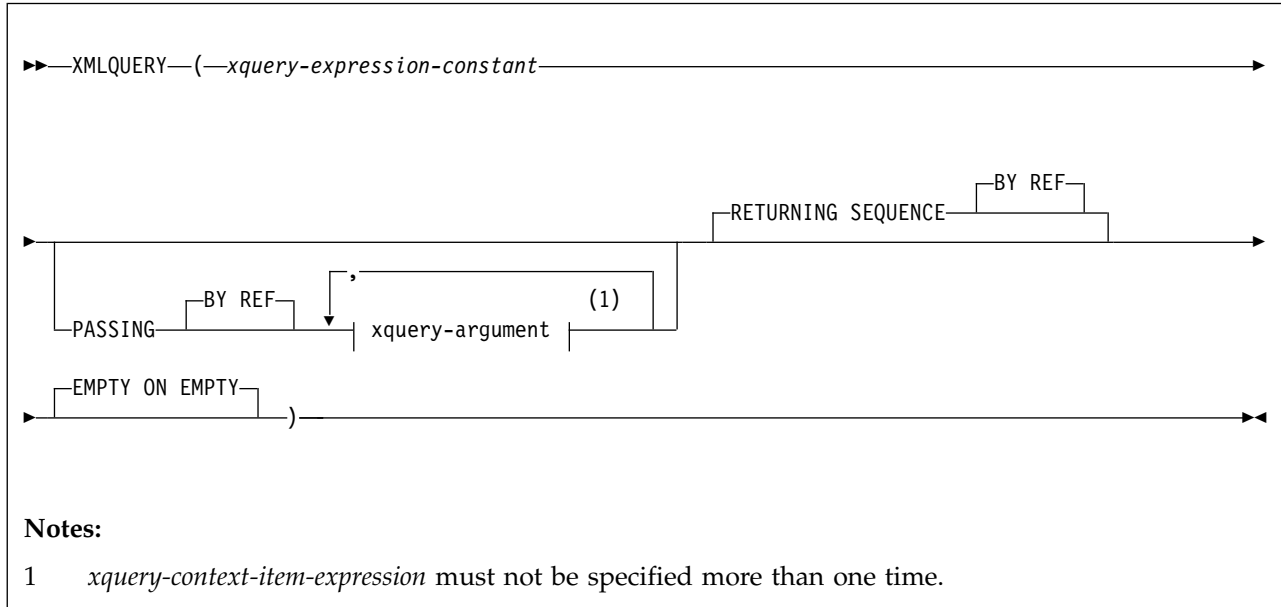 XMLQUERY ( xquery-expression-constant
BY REF
RETURNING SEQUENCE
,
BY REF (1)
PASSING xquery-argument
EMPTY ON EMPTY
)
Notes:
1 xquery-context-item-expression must not be specified more than one time.